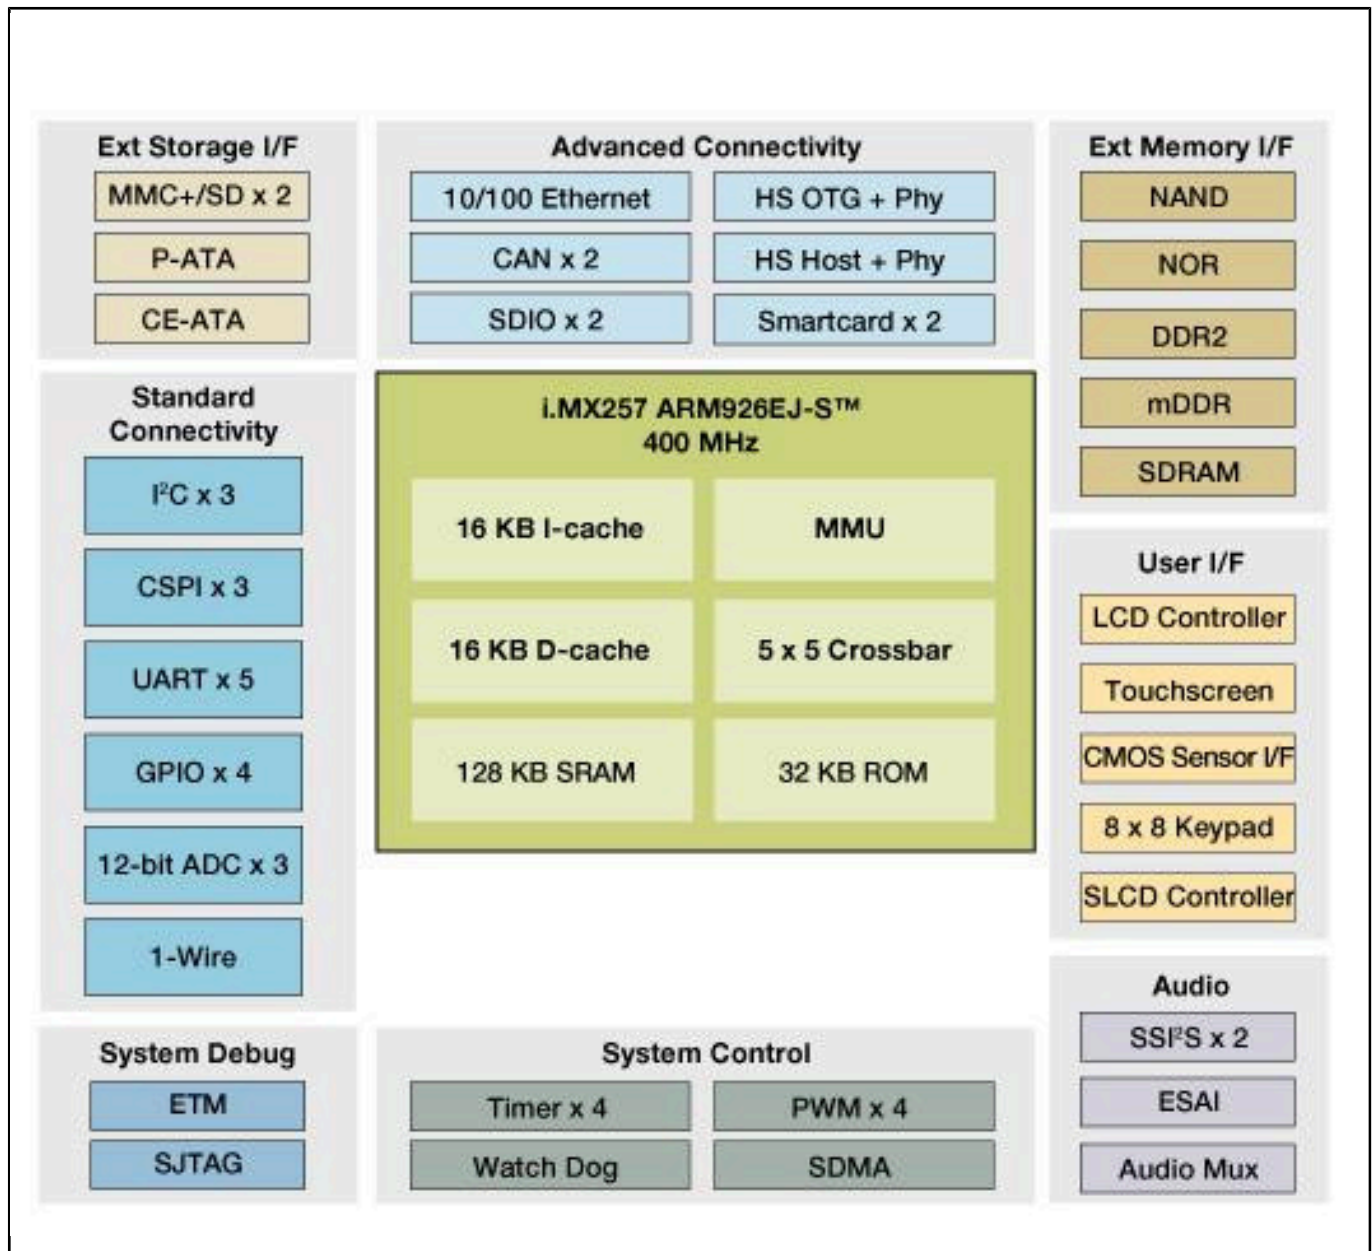 Ext Storage I/F
MMC+/SD x 2
P-ATA
CE-ATA
Advanced Connectivity
10/100 Ethernet
HS OTG + Phy
CAN x 2
HS Host + Phy
SDIO x 2
Smartcard x 2
Ext Memory I/F
NAND
NOR
DDR2
mDDR
SDRAM
Standard
Connectivity
I²C x 3
CSPI x 3
UART x 5
GPIO x 4
12-bit ADC x 3
1-Wire
i.MX257 ARM926EJ-S™
400 MHz
16 KB I-cache
MMU
16 KB D-cache
5 x 5 Crossbar
128 KB SRAM
32 KB ROM
User I/F
LCD Controller
Touchscreen
CMOS Sensor I/F
8 x 8 Keypad
SLCD Controller
System Debug
ETM
SJTAG
System Control
Timer x 4
PWM x 4
Watch Dog
SDMA
Audio
SSI²S x 2
ESAI
Audio Mux